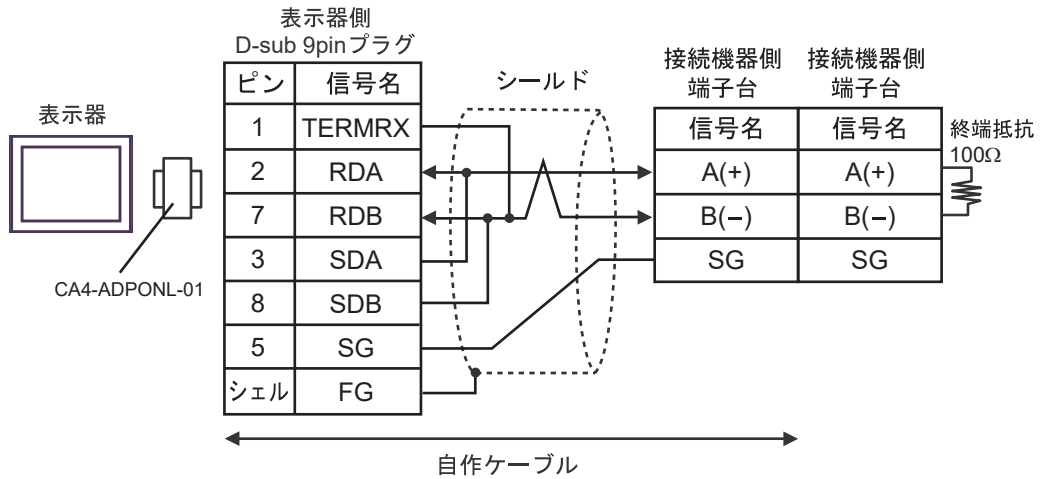 表示器側
D-sub 9pinプラグ
ピン 信号名
1 TERMRX
2 RDA
7 RDB
3 SDA
8 SDB
5 SG
シェル FG
シールド
表示器
CA4-ADPONL-01
接続機器側
端子台
信号名
A(+)
B(−)
SG
接続機器側
端子台
信号名
A(+)
B(−)
SG
終端抵抗
100Ω
自作ケーブル